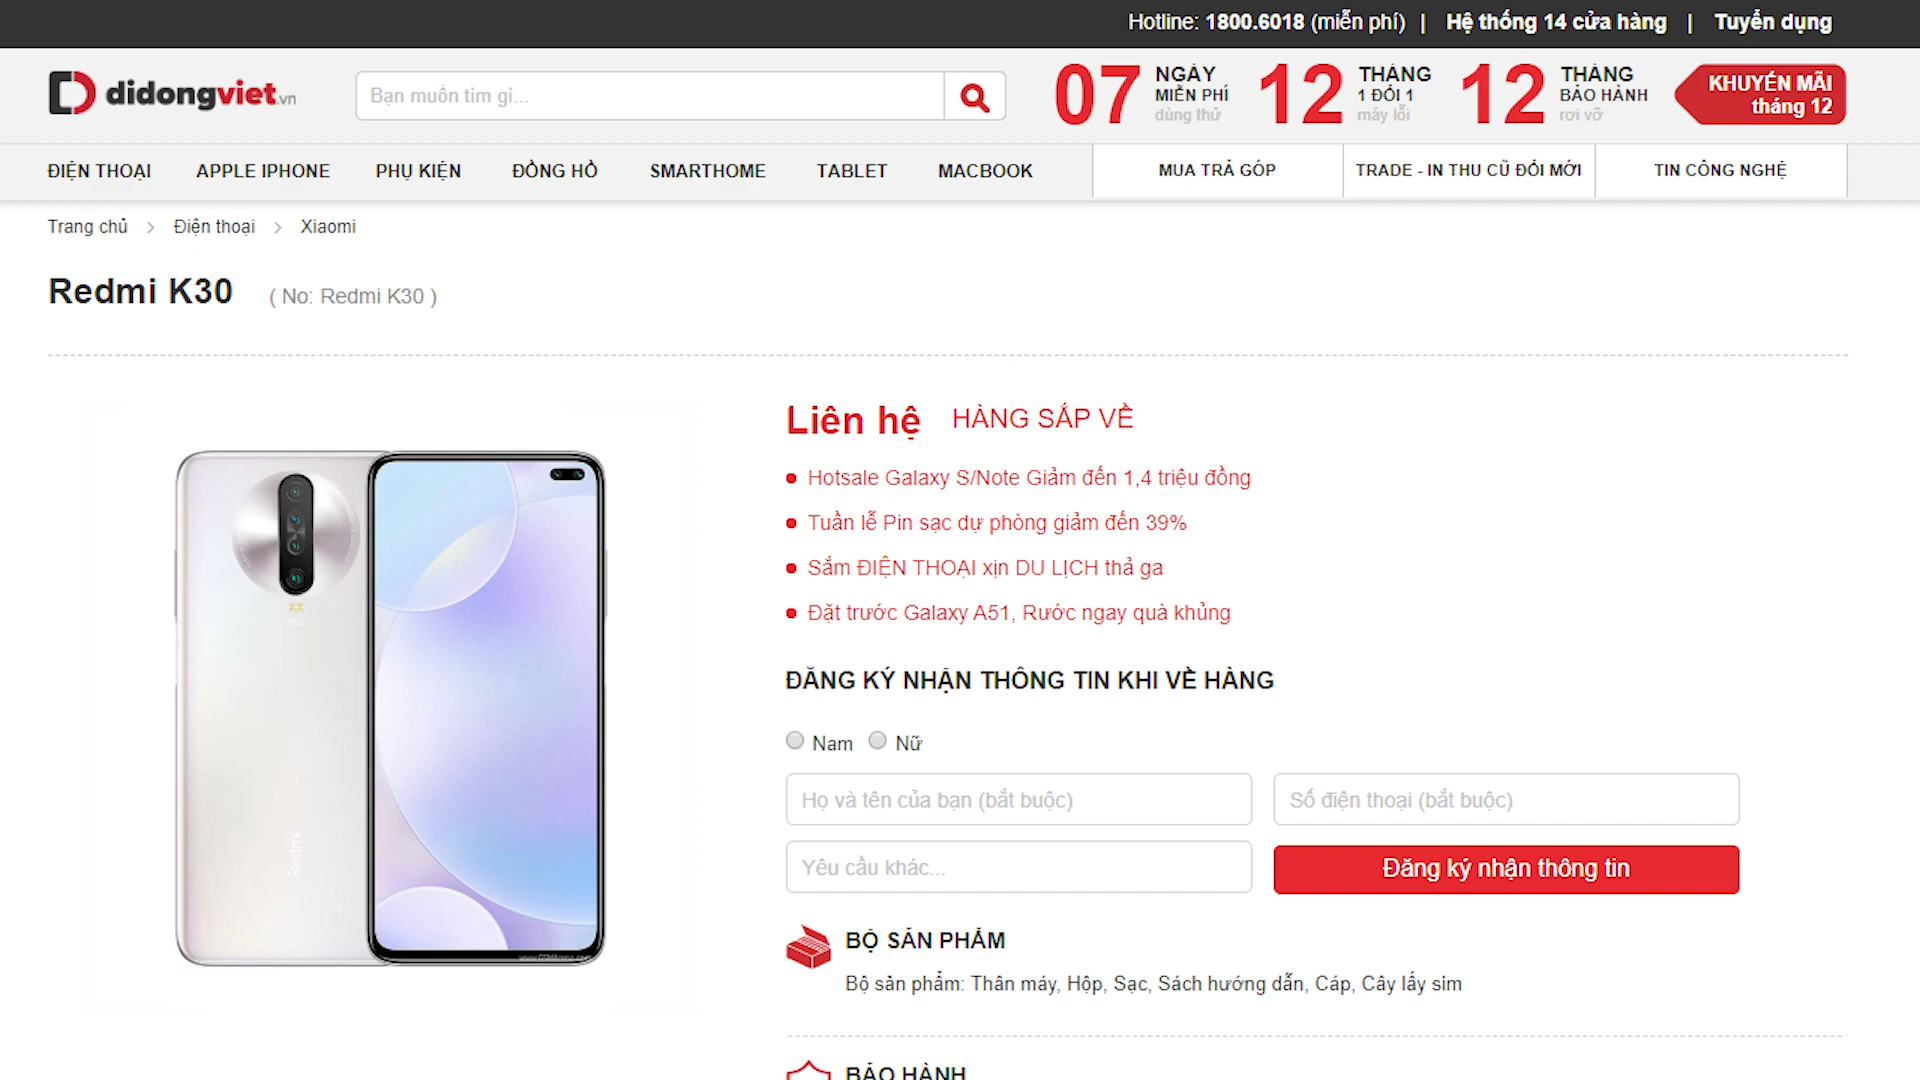 Hotline: 1800.6018 (miễn phí) | Hệ thống 14 cửa hàng | Tuyển dụng
didongviet.vn
Bạn muốn tìm gì...
07 NGÀY MIỄN PHÍ dùng thử
12 THÁNG 1 ĐỔI 1 máy lỗi
12 THÁNG BẢO HÀNH rơi vỡ
KHUYẾN MÃI
tháng 12
ĐIỆN THOẠI APPLE IPHONE PHỤ KIỆN ĐỒNG HỒ SMARTHOME TABLET MACBOOK MUA TRẢ GÓP TRADE - IN THU CŨ ĐỔI MỚI TIN CÔNG NGHỆ
Trang chủ > Điện thoại > Xiaomi
Redmi K30 ( No: Redmi K30 )
Liên hệ HÀNG SẮP VỀ
Hotsale Galaxy S/Note Giảm đến 1,4 triệu đồng
Tuần lễ Pin sạc dự phòng giảm đến 39%
Sắm ĐIỆN THOẠI xịn DU LỊCH thả ga
Đặt trước Galaxy A51, Rước ngay quà khủng
ĐĂNG KÝ NHẬN THÔNG TIN KHI VỀ HÀNG
Nam Nữ
Họ và tên của bạn (bắt buộc) Số điện thoại (bắt buộc)
Yêu cầu khác... Đăng ký nhận thông tin
Redmi
BỘ SẢN PHẨM
Bộ sản phẩm: Thân máy, Hộp, Sạc, Sách hướng dẫn, Cáp, Cây lấy sim
BẢO HÀNH